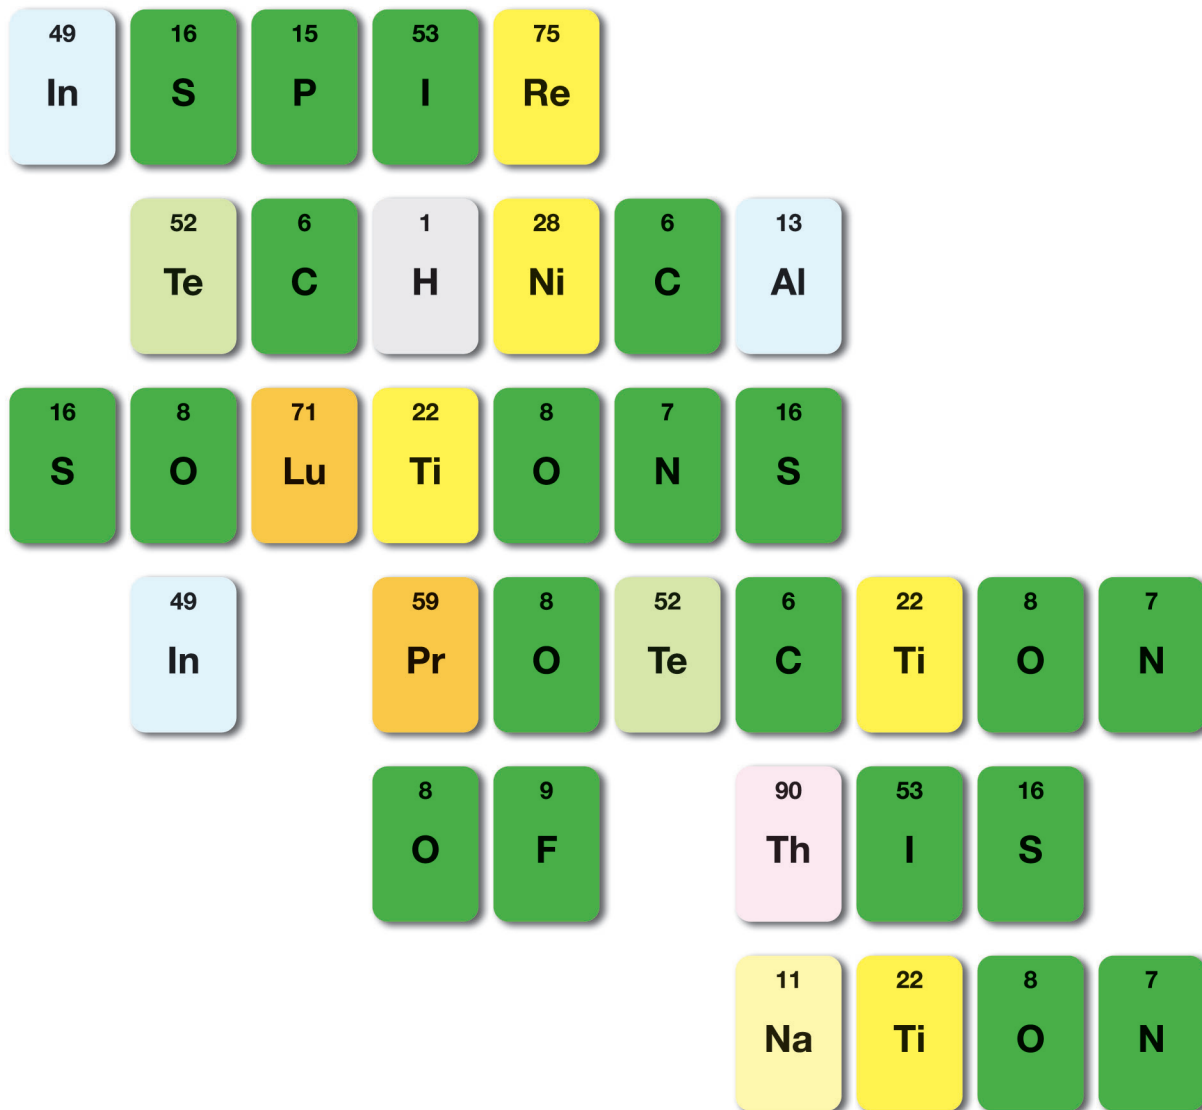 49 16 15 53 75
In S P I Re
52 6 1 28 6 13
Te C H Ni C Al
16 8 71 22 8 7 16
S O Lu Ti O N S
49 59 8 52 6 22 8 7
In Pr O Te C Ti O N
8 9 90 53 16
O F Th I S
11 22 8 7
Na Ti O N